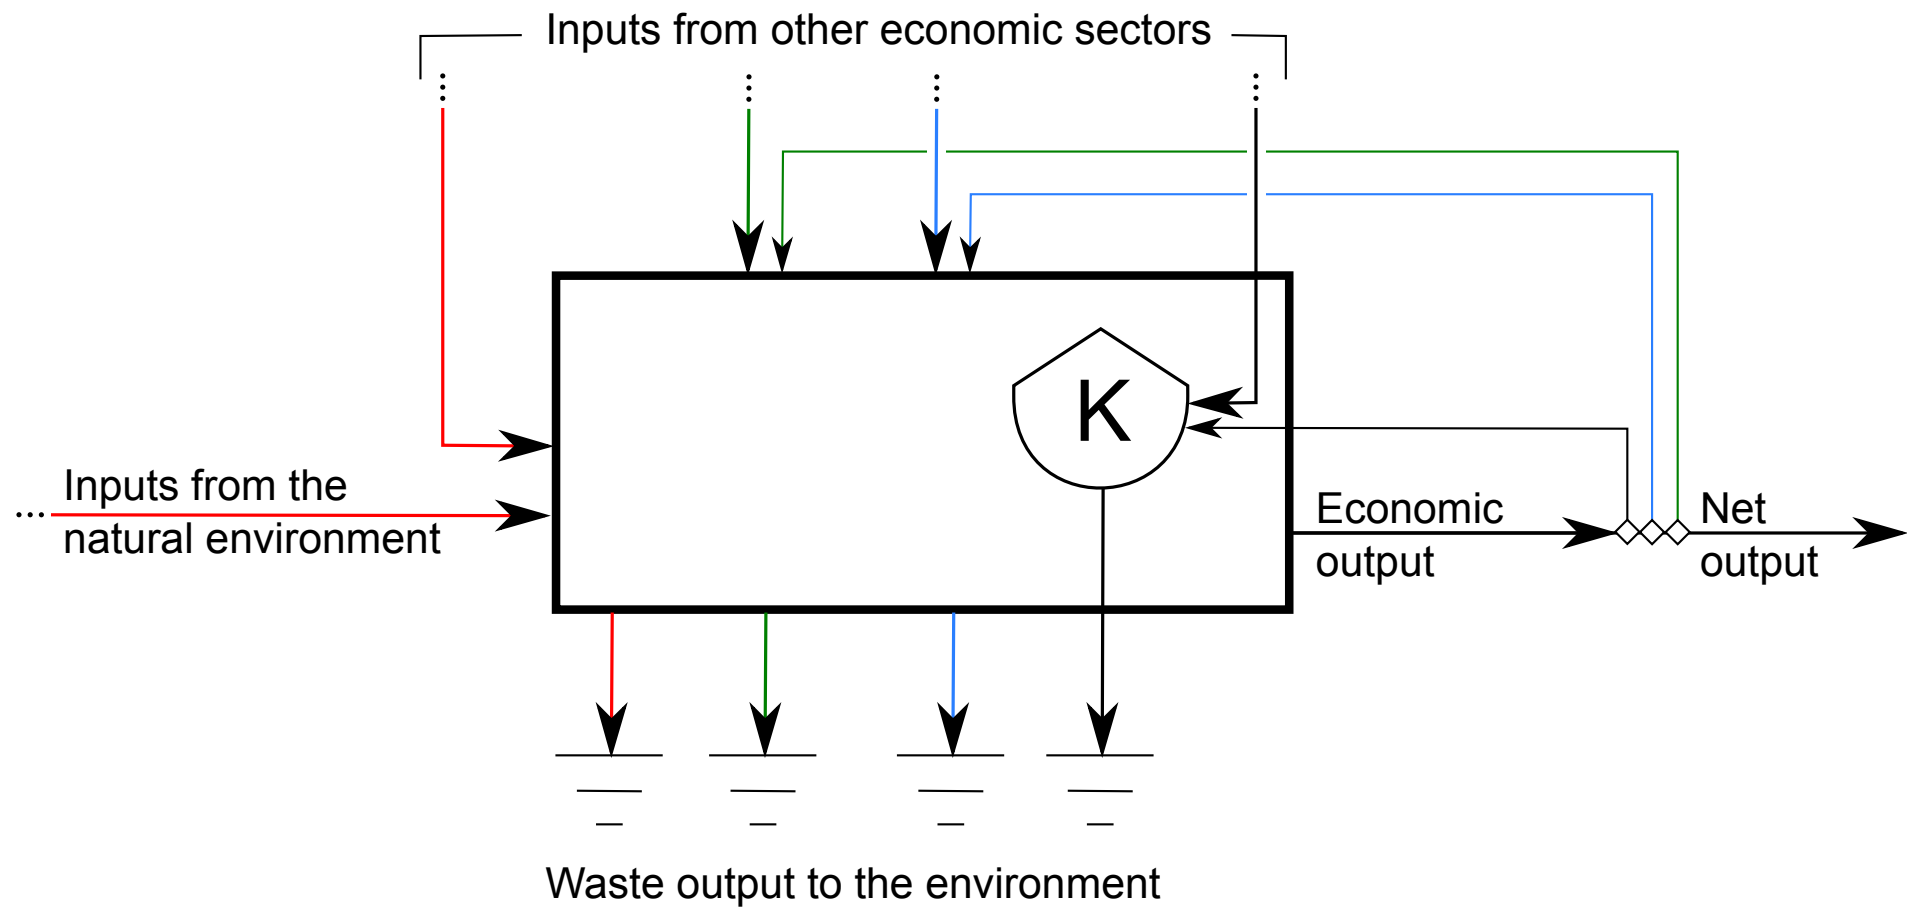 Inputs from other economic sectors
K
Inputs from the
natural environment
Economic
output
Net
output
Waste output to the environment